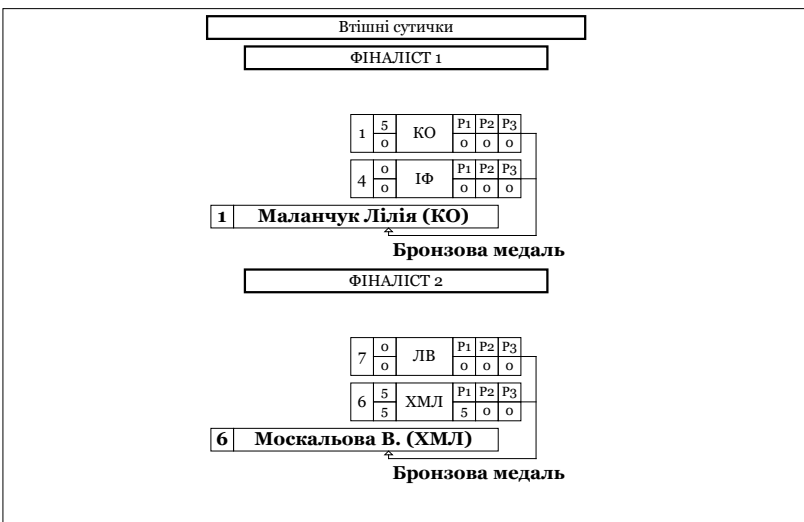 Втішні сутички
ФІНАЛІСТ 1
1 5 КО P1 P2 P3
0 0 0 0
4 0 ІФ P1 P2 P3
0 0 0 0
1 Маланчук Лілія (КО)
Бронзова медаль
ФІНАЛІСТ 2
7 0 ЛВ P1 P2 P3
0 0 0 0
6 5 ХМЛ P1 P2 P3
5 5 0 0
6 Москальова В. (ХМЛ)
Бронзова медаль